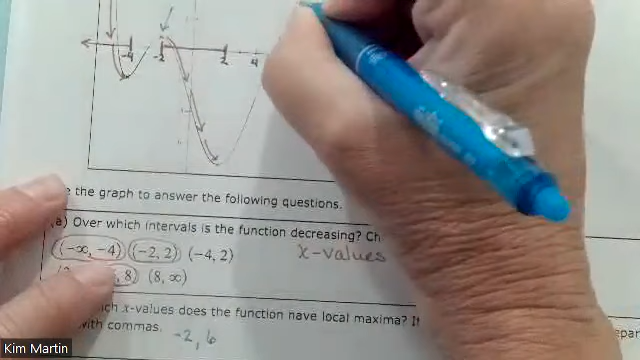 -4 -2 2 4
the graph to answer the following questions.
(a) Over which intervals is the function decreasing?
(−∞, −4) (−2, 2) (−4, 2) x-values
8) (8, ∞)
x-values does the function have local maxima?
with commas. -2, 6
Kim Martin